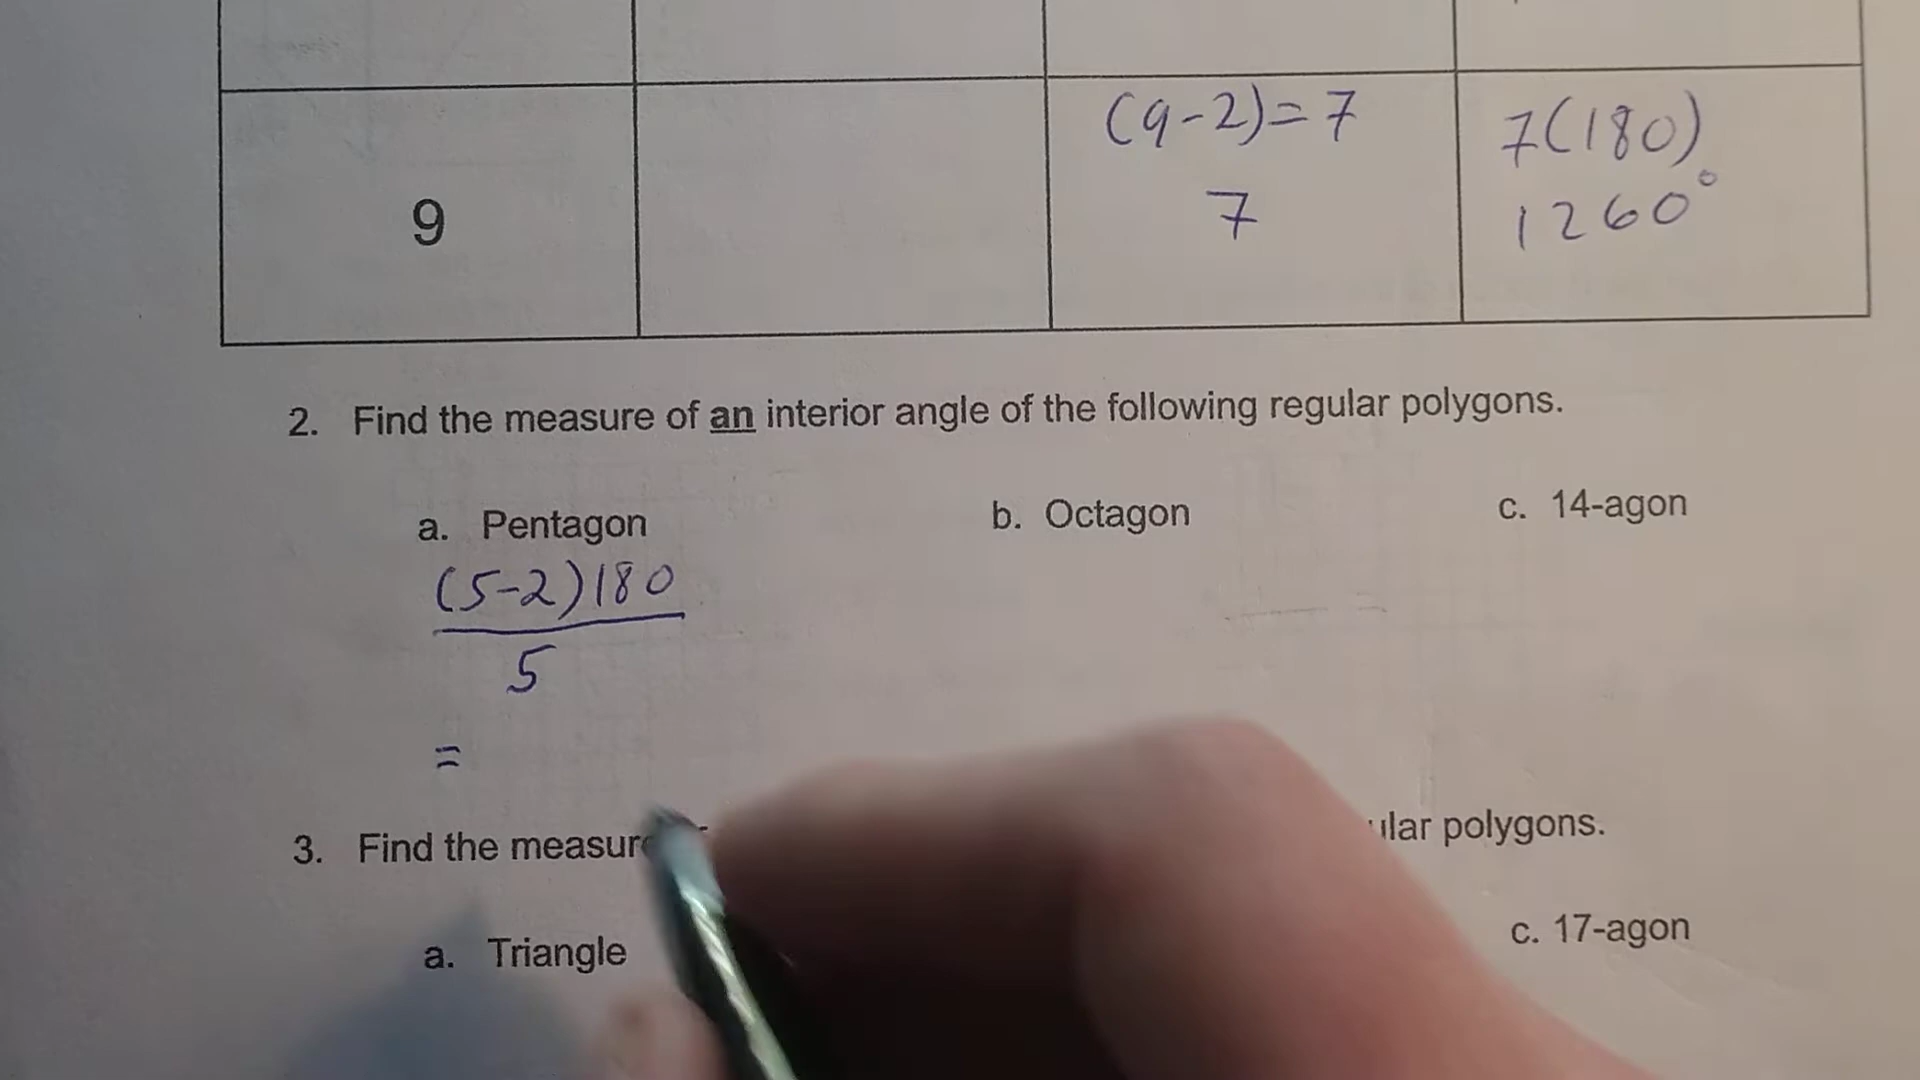 (9-2)=7
7(180)
9
7
1260°
2. Find the measure of an interior angle of the following regular polygons.
a. Pentagon
b. Octagon
c. 14-agon
(5-2)180
5
=
3. Find the measure
ular polygons.
a. Triangle
c. 17-agon